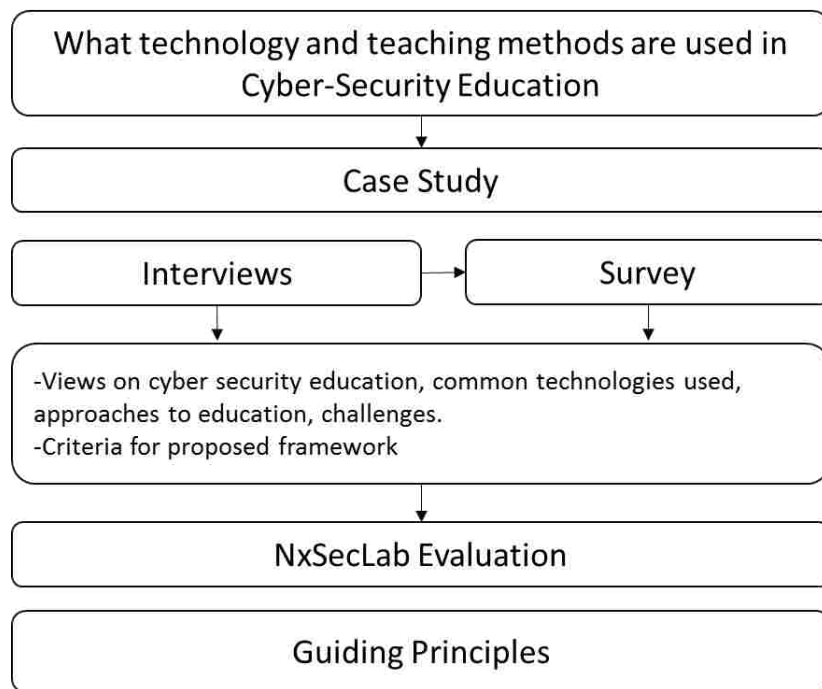 What technology and teaching methods are used in
Cyber-Security Education
Case Study
Interviews
Survey
-Views on cyber security education, common technologies used,
approaches to education, challenges.
-Criteria for proposed framework
NxSecLab Evaluation
Guiding Principles